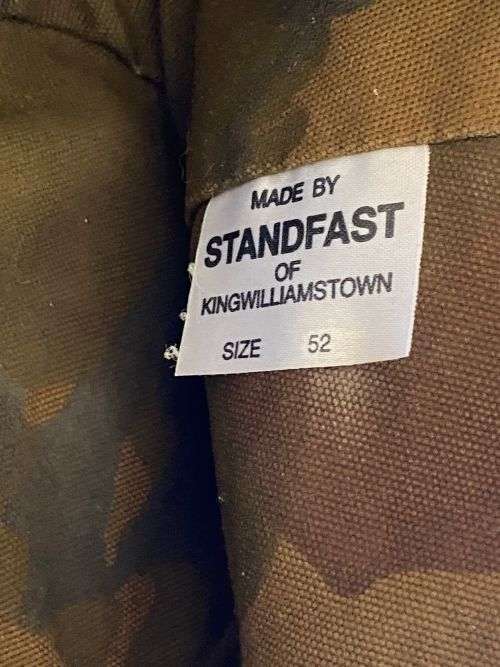 MADE BY
STANDFAST
OF
KINGWILLIAMSTOWN
SIZE 52